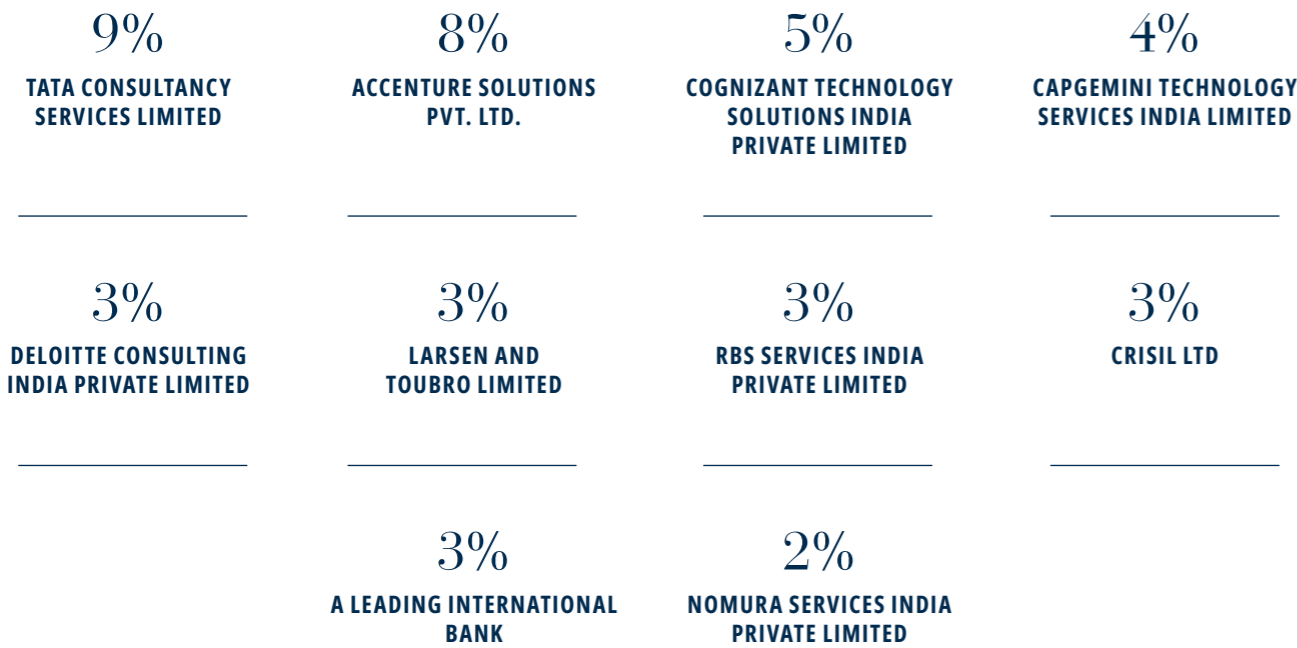 9%
TATA CONSULTANCY
SERVICES LIMITED
8%
ACCENTURE SOLUTIONS
PVT. LTD.
5%
COGNIZANT TECHNOLOGY
SOLUTIONS INDIA
PRIVATE LIMITED
4%
CAPGEMINI TECHNOLOGY
SERVICES INDIA LIMITED
3%
DELOITTE CONSULTING
INDIA PRIVATE LIMITED
3%
LARSEN AND
TOUBRO LIMITED
3%
RBS SERVICES INDIA
PRIVATE LIMITED
3%
CRISIL LTD
3%
A LEADING INTERNATIONAL
BANK
2%
NOMURA SERVICES INDIA
PRIVATE LIMITED